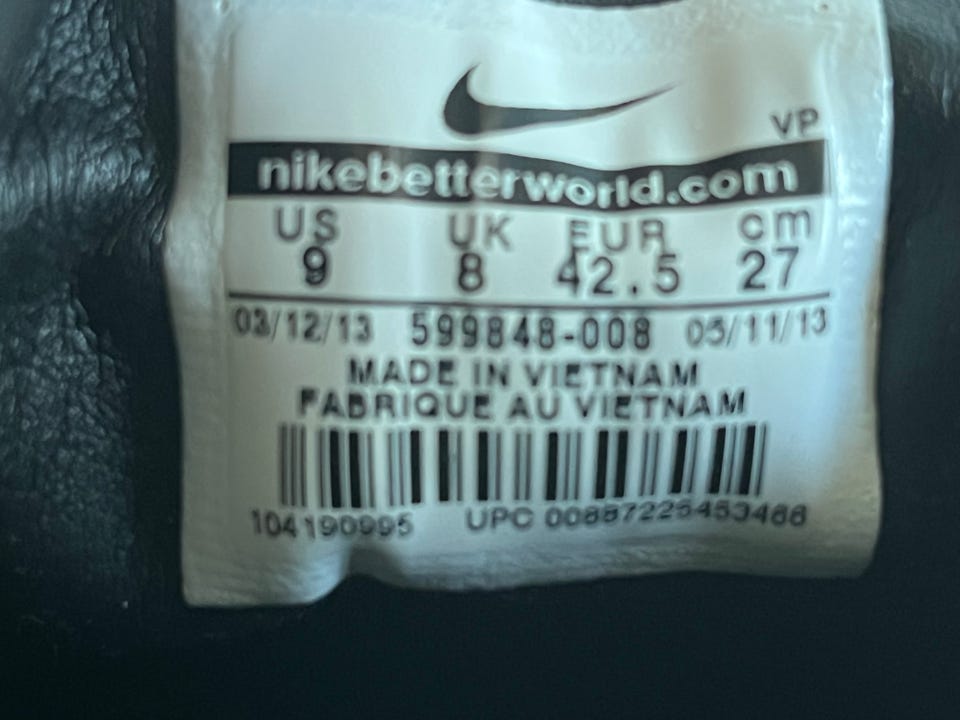 VP
nikebetterworld.com
US UK EUR cm
9 8 42.5 27
03/12/13 599848-008 05/11/13
MADE IN VIETNAM
FABRIQUE AU VIETNAM
104190995 UPC 00887225453466